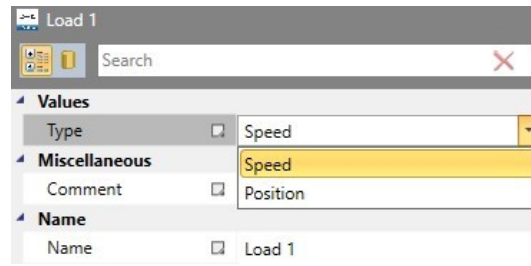 Load 1
Search
Values
Type Speed
Speed
Miscellaneous
Position
Comment
Name
Name Load 1